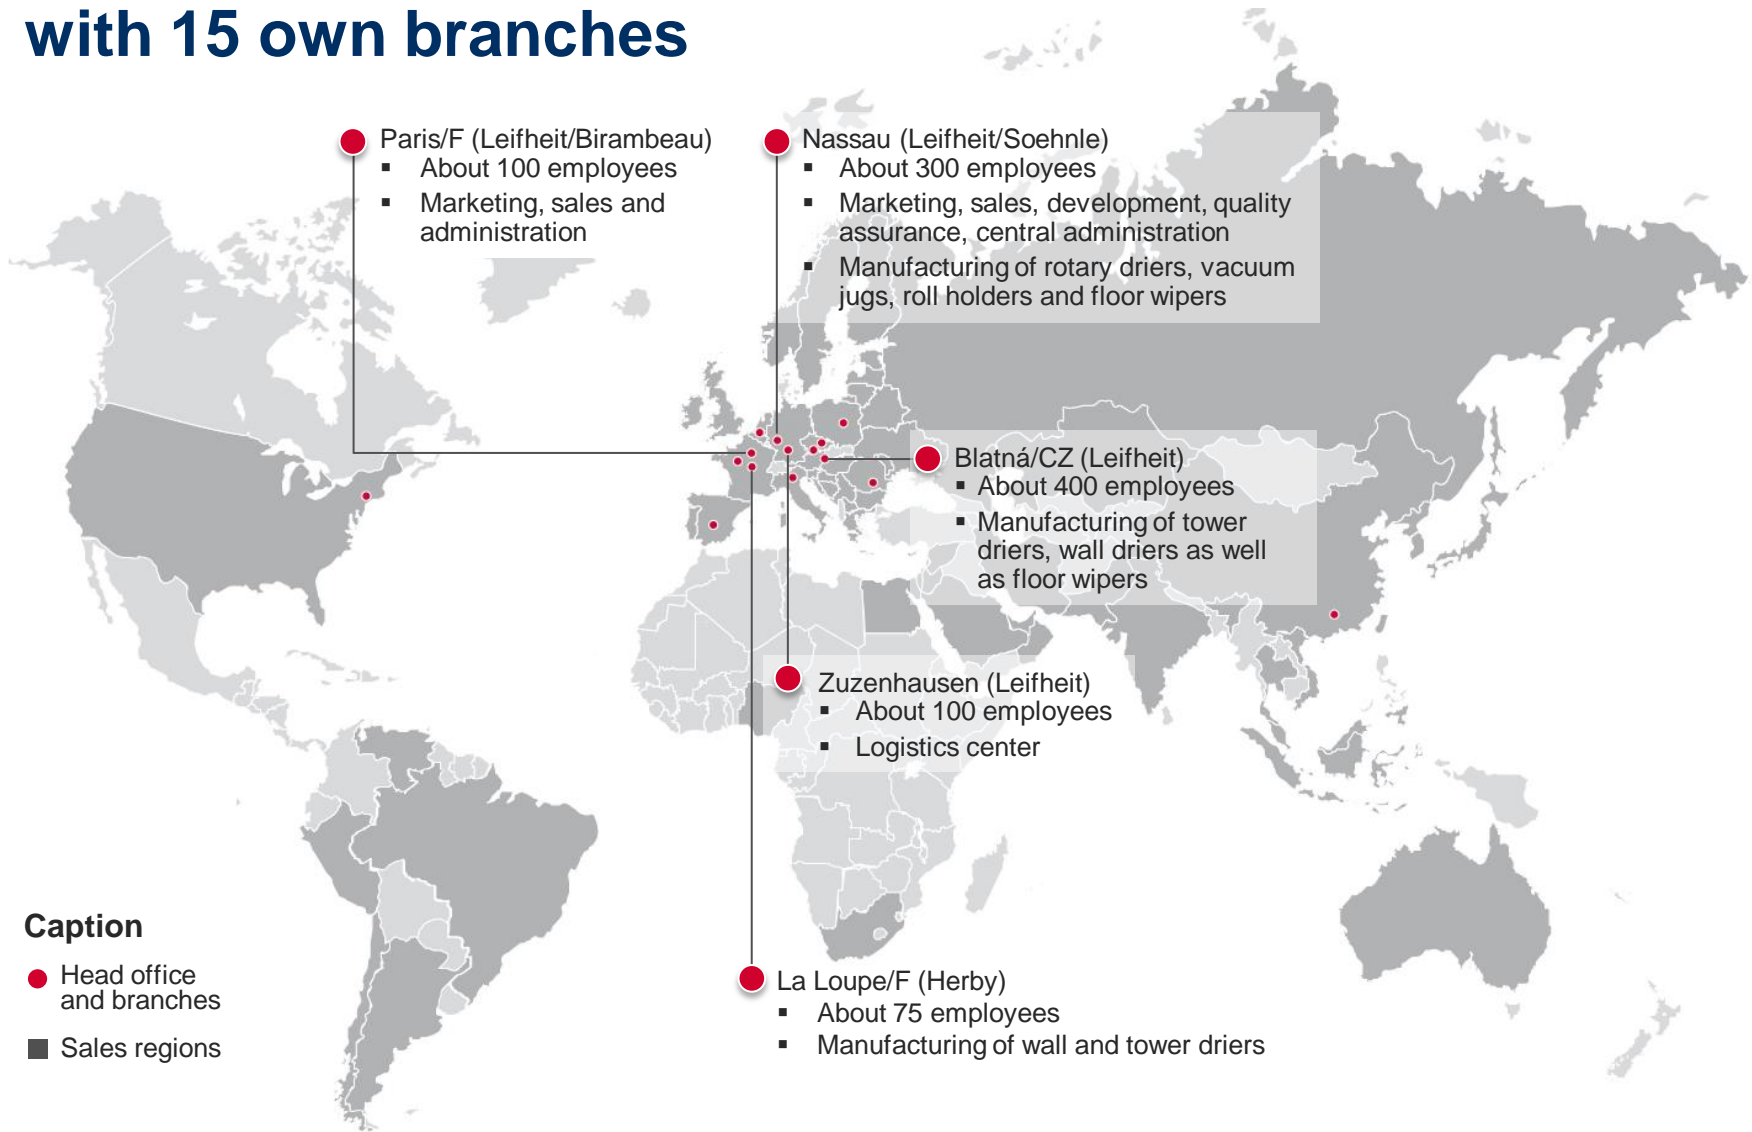 with 15 own branches
Paris/F (Leifheit/Birambeau)
▪ About 100 employees
▪ Marketing, sales and
administration
Nassau (Leifheit/Soehnle)
▪ About 300 employees
▪ Marketing, sales, development, quality
assurance, central administration
▪ Manufacturing of rotary driers, vacuum
jugs, roll holders and floor wipers
Blatná/CZ (Leifheit)
▪ About 400 employees
▪ Manufacturing of tower
driers, wall driers as well
as floor wipers
Zuzenhausen (Leifheit)
▪ About 100 employees
▪ Logistics center
La Loupe/F (Herby)
▪ About 75 employees
▪ Manufacturing of wall and tower driers
Caption
Head office
and branches
Sales regions